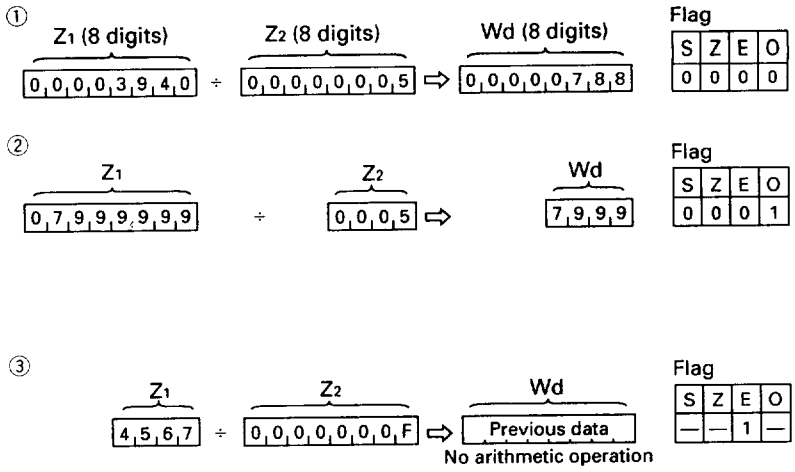 ①
Z1 (8 digits) Z2 (8 digits) Wd (8 digits) Flag
S Z E O
0 0 0 0 3 9 4 0 ÷ 0 0 0 0 0 0 0 5 ⇨ 0 0 0 0 0 7 8 8 0 0 0 0
②
Z1 Z2 Wd Flag
S Z E O
0 7 9 9 9 9 9 9 ÷ 0 0 0 5 ⇨ 7 9 9 9 0 0 0 1
③
Z1 Z2 Wd Flag
S Z E O
4 5 6 7 ÷ 0 0 0 0 0 0 0 F ⇨ Previous data — — 1 —
No arithmetic operation